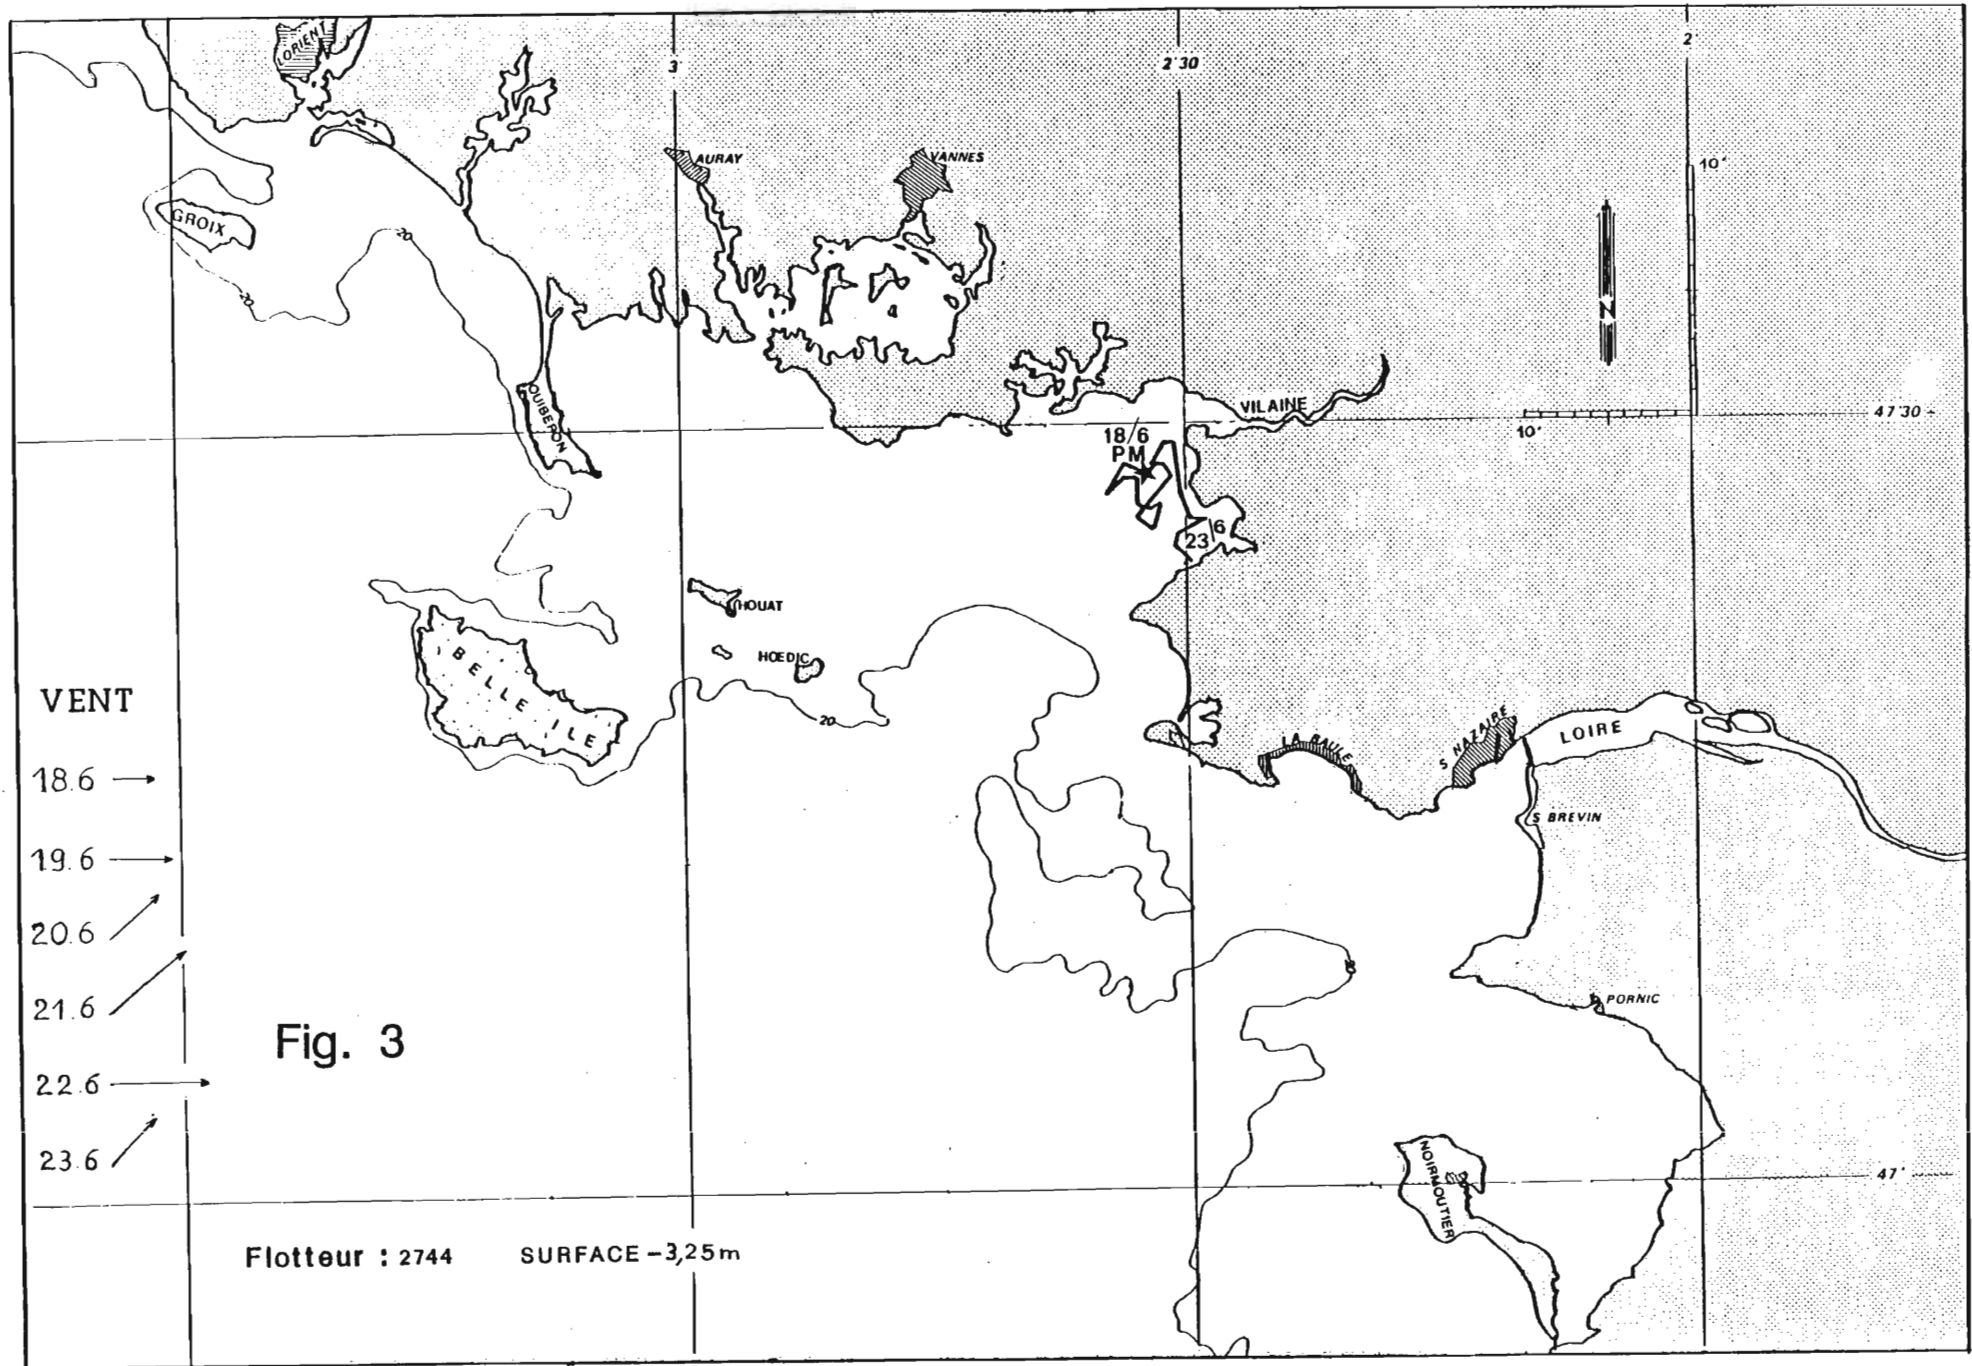 LORIENT
3
2°30
2°
AURAY
VANNES
10'
GROIX
20
20
N
QUIBERON
VILAINE
47°30
10'
18/6
PM
23/6
HOUAT
HŒDIC
BELLE ILE
20
VENT
LA BAULE
S NAZAIRE
LOIRE
18.6
S BREVIN
19.6
20.6
PORNIC
21.6
Fig. 3
22.6
23.6
NOIRMOUTIER
47°
Flotteur : 2744 SURFACE -3,25m